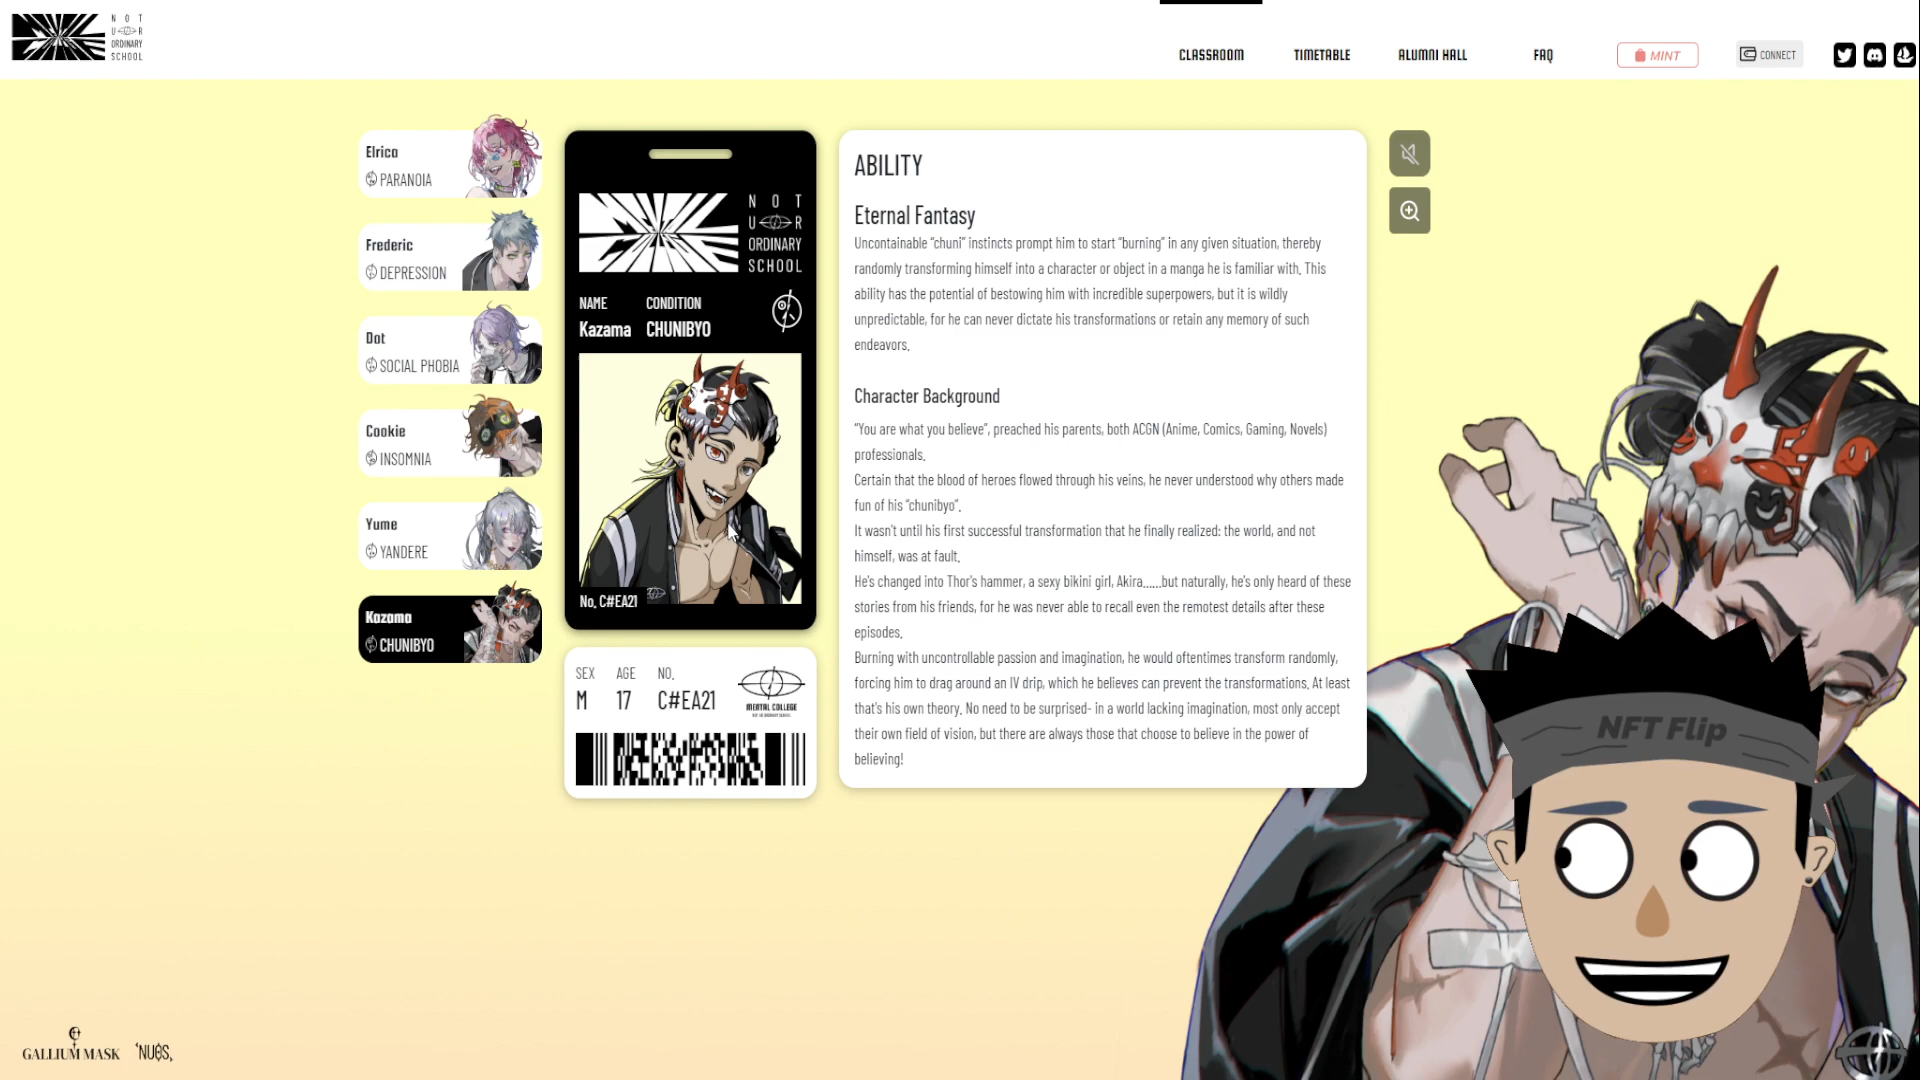 N O T
U R
ORDINARY
SCHOOL
CLASSROOM
TIMETABLE
ALUMNI HALL
FAQ
MINT
CONNECT
Elrica
PARANOIA
Frederic
DEPRESSION
Dot
SOCIAL PHOBIA
Cookie
INSOMNIA
Yume
YANDERE
Kazama
CHUNIBYO
N O T
U R
ORDINARY
SCHOOL
NAME CONDITION
Kazama CHUNIBYO
No. C#EA21
SEX AGE NO.
M 17 C#EA21
MENTAL COLLEGE
ABILITY
Eternal Fantasy
Uncontainable “chuni” instincts prompt him to start “burning” in any given situation, thereby
randomly transforming himself into a character or object in a manga he is familiar with. This
ability has the potential of bestowing him with incredible superpowers, but it is wildly
unpredictable, for he can never dictate his transformations or retain any memory of such
endeavors.
Character Background
“You are what you believe”, preached his parents, both ACGN (Anime, Comics, Gaming, Novels)
professionals.
Certain that the blood of heroes flowed through his veins, he never understood why others made
fun of his “chunibyo”.
It wasn't until his first successful transformation that he finally realized: the world, and not
himself, was at fault.
He's changed into Thor's hammer, a sexy bikini girl, Akira......but naturally, he's only heard of these
stories from his friends, for he was never able to recall even the remotest details after these
episodes.
Burning with uncontrollable passion and imagination, he would oftentimes transform randomly,
forcing him to drag around an IV drip, which he believes can prevent the transformations. At least
that's his own theory. No need to be surprised- in a world lacking imagination, most only accept
their own field of vision, but there are always those that choose to believe in the power of
believing!
NFT Flip
GALLIUM MASK
'NUOS,